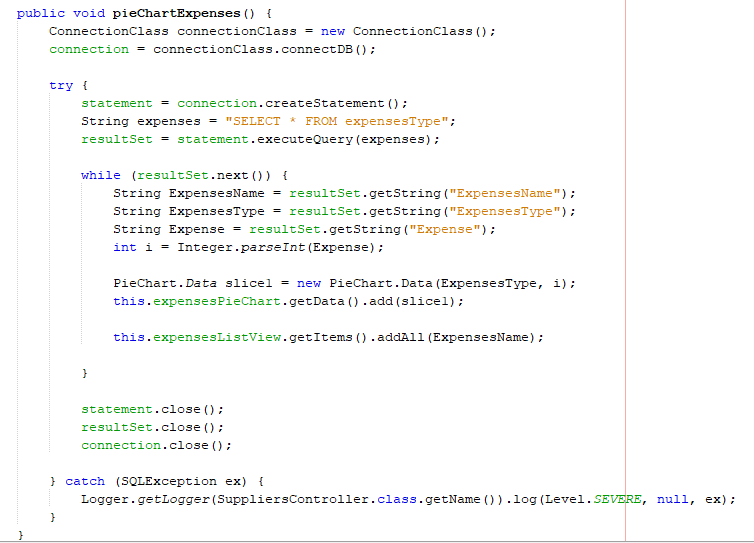 public void pieChartExpenses() {
ConnectionClass connectionClass = new ConnectionClass();
connection = connectionClass.connectDB();
try {
statement = connection.createStatement();
String expenses = "SELECT * FROM expensesType";
resultSet = statement.executeQuery(expenses);
while (resultSet.next()) {
String ExpensesName = resultSet.getString("ExpensesName");
String ExpensesType = resultSet.getString("ExpensesType");
String Expense = resultSet.getString("Expense");
int i = Integer.parseInt(Expense);
PieChart.Data slice1 = new PieChart.Data(ExpensesType, i);
this.expensesPieChart.getData().add(slice1);
this.expensesListView.getItems().addAll(ExpensesName);
}
statement.close();
resultSet.close();
connection.close();
} catch (SQLException ex) {
Logger.getLogger(SuppliersController.class.getName()).log(Level.SEVERE, null, ex);
}
}